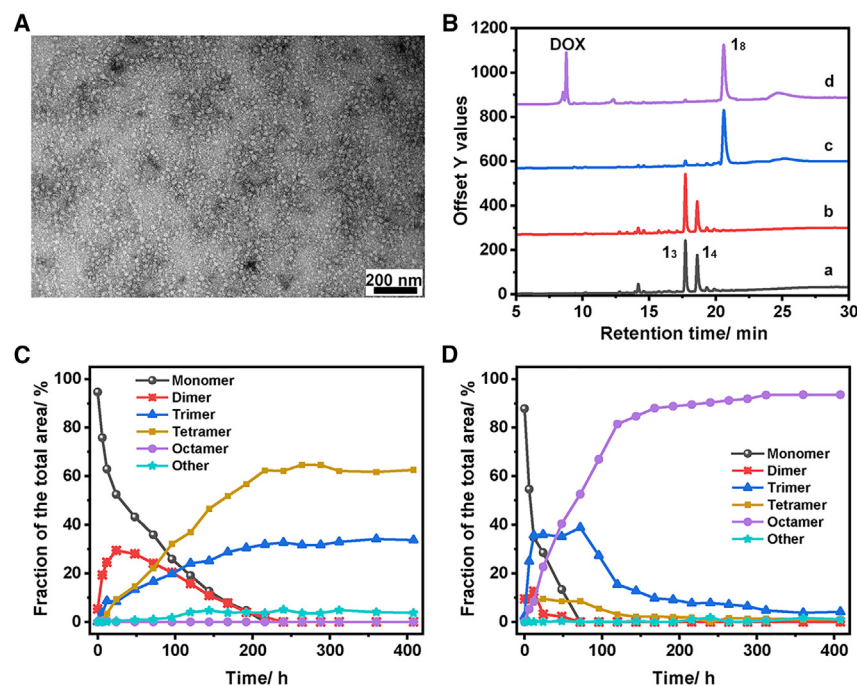 A
200 nm
B
Offset Y values
1200
1000
800
600
400
200
0
DOX
1₈
d
c
b
1₃
1₄
a
5
10
15
20
25
30
Retention time/ min
C
Fraction of the total area/ %
100
80
60
40
20
0
Monomer
Dimer
Trimer
Tetramer
Octamer
Other
0
100
200
300
400
Time/ h
D
Fraction of the total area/ %
100
80
60
40
20
0
Monomer
Dimer
Trimer
Tetramer
Octamer
Other
0
100
200
300
400
Time/ h